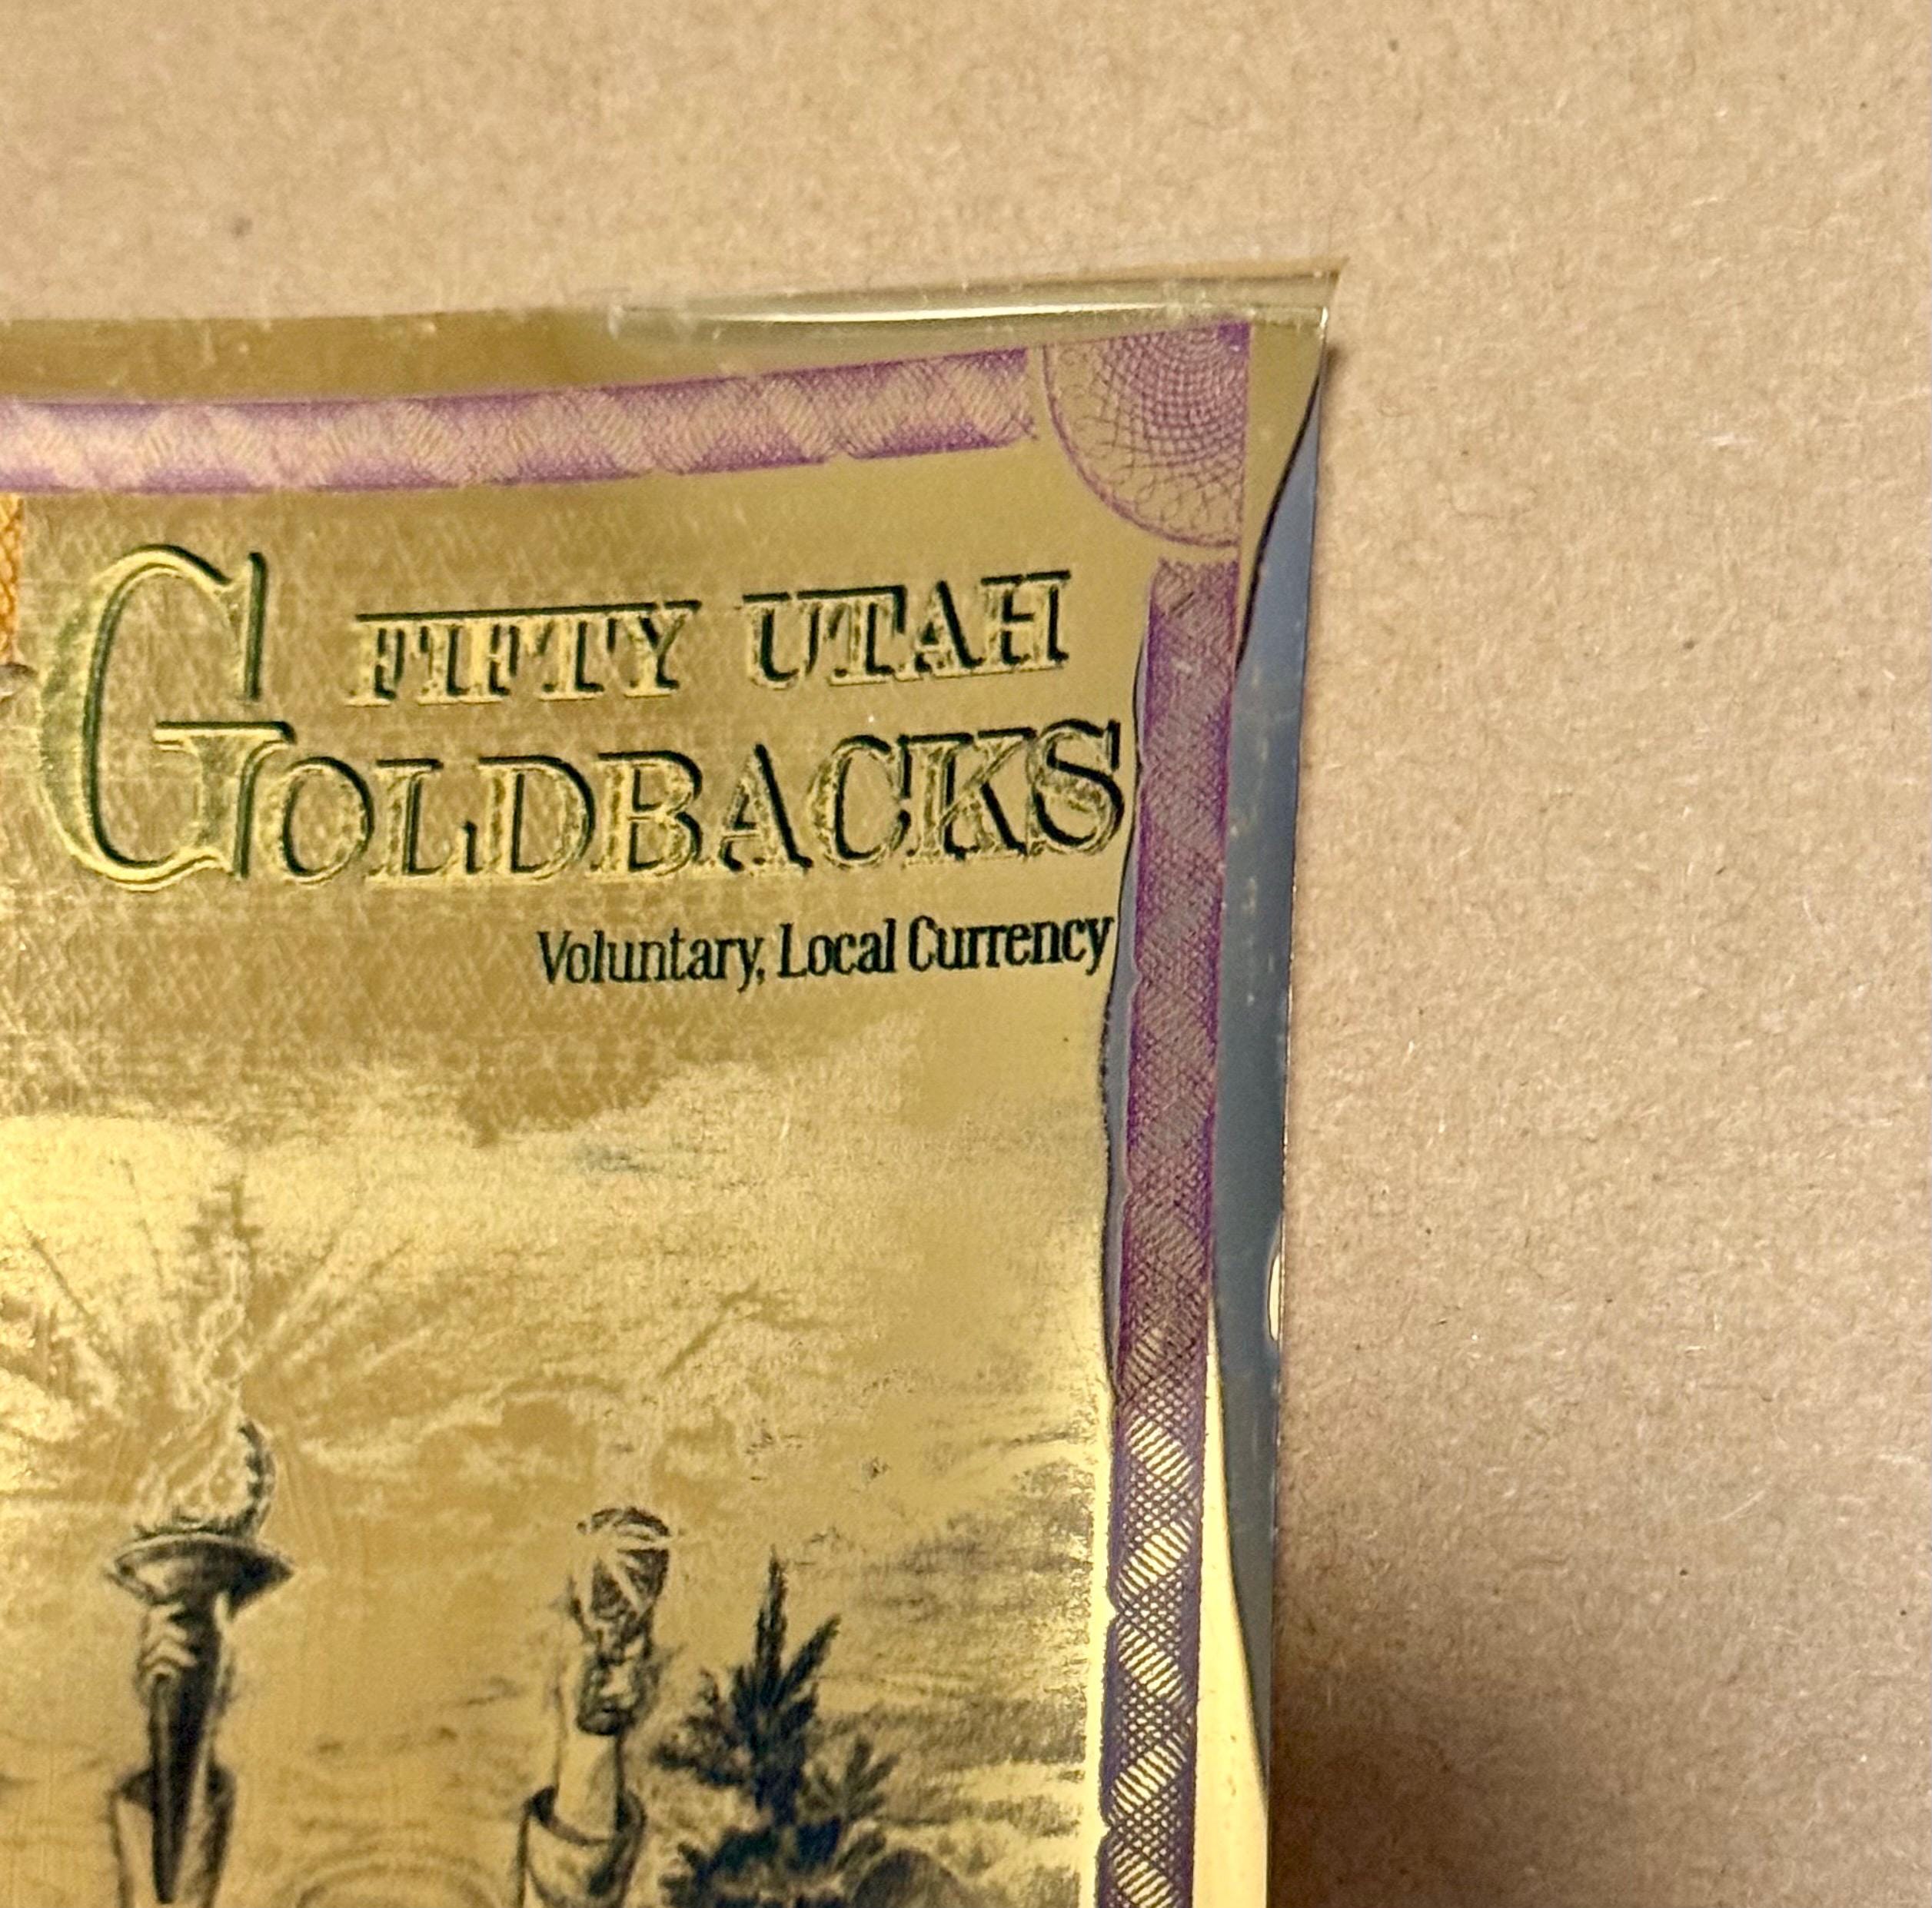 FIFTY UTAH
GOLDBACKS
Voluntary, Local Currency